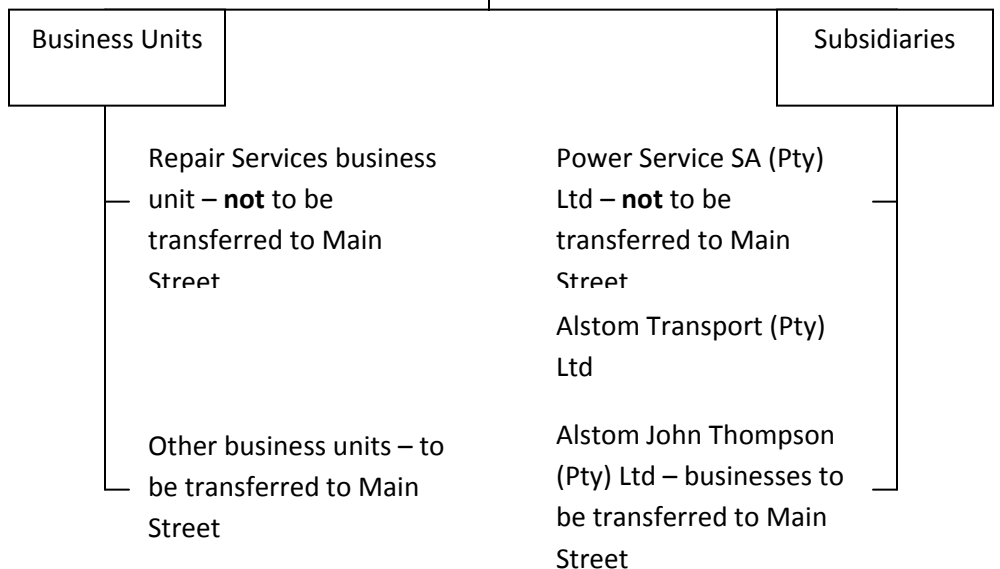 Business Units
Subsidiaries
Repair Services business
unit – not to be
transferred to Main
Street
Power Service SA (Pty)
Ltd – not to be
transferred to Main
Street
Alstom Transport (Pty)
Ltd
Other business units – to
be transferred to Main
Street
Alstom John Thompson
(Pty) Ltd – businesses to
be transferred to Main
Street